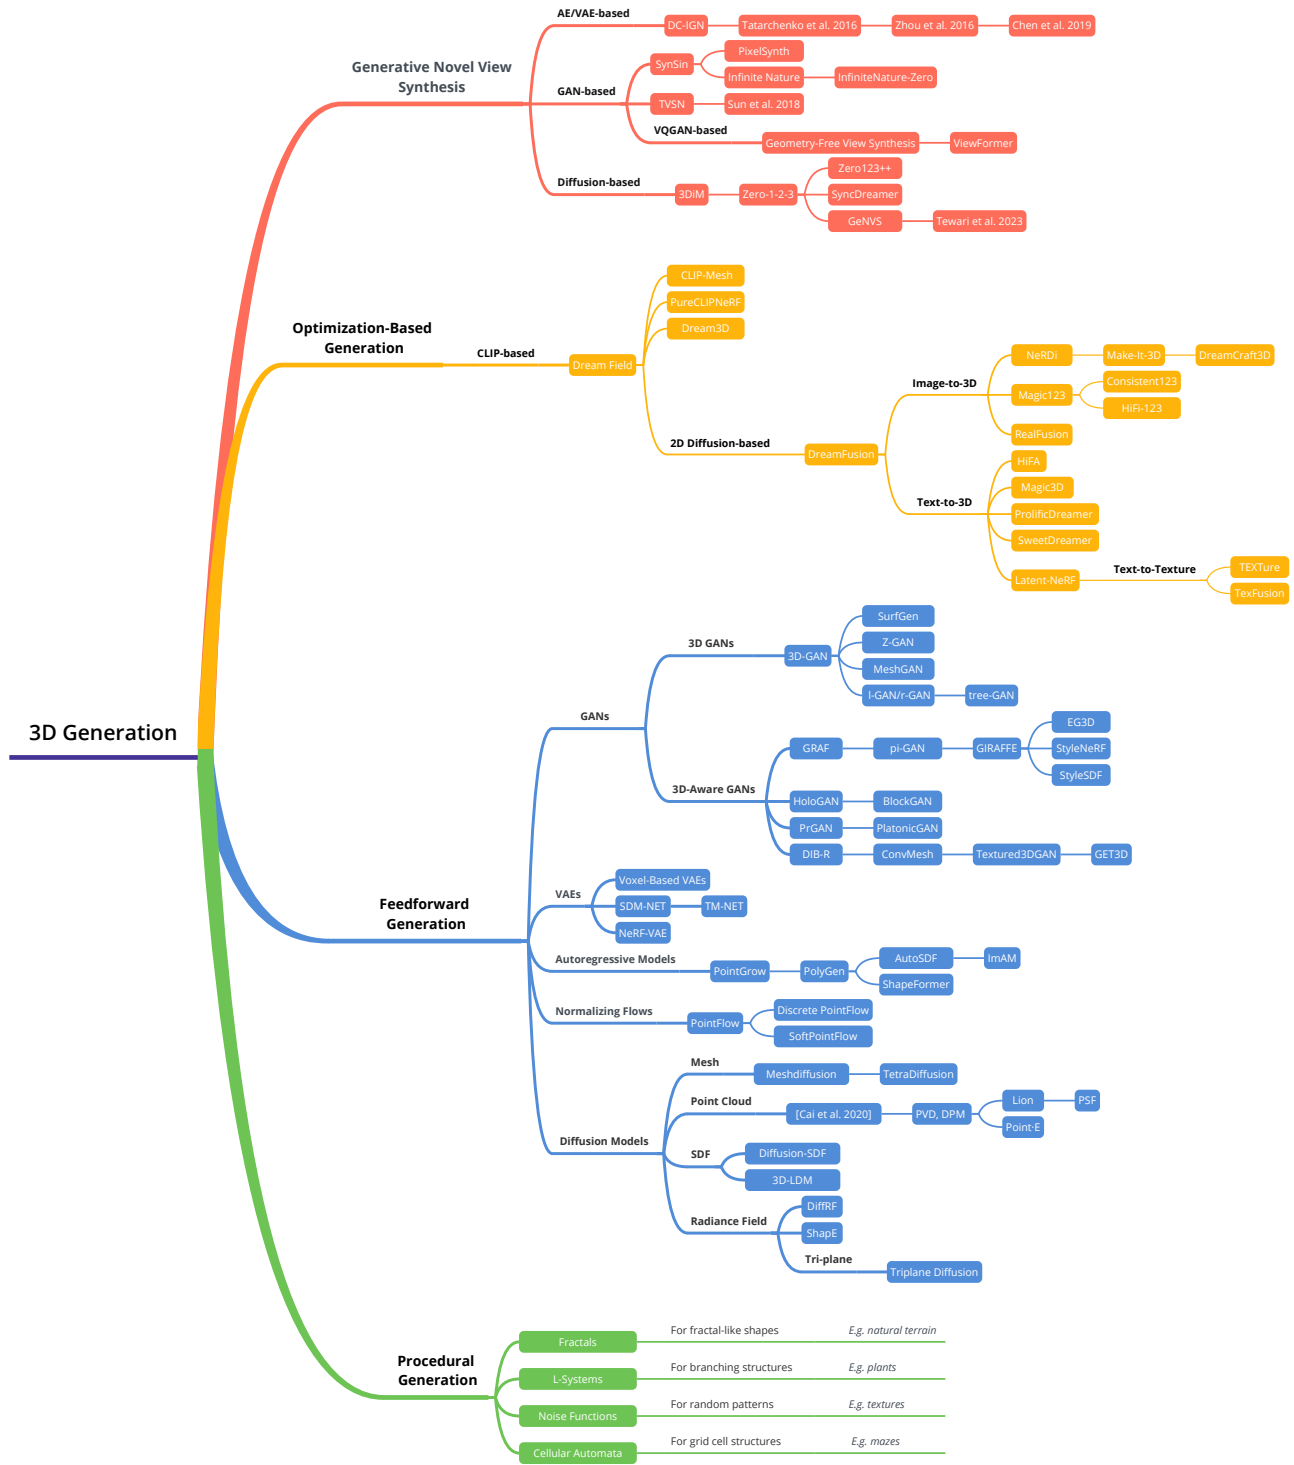 AE/VAE-based
DC-IGN
Tatarchenko et al. 2016
Zhou et al. 2016
Chen et al. 2019
Generative Novel View
Synthesis
GAN-based
SynSin
PixelSynth
Infinite Nature
InfiniteNature-Zero
TVSN
Sun et al. 2018
VQGAN-based
Geometry-Free View Synthesis
ViewFormer
Diffusion-based
3DiM
Zero-1-2-3
Zero123++
SyncDreamer
GeNVS
Tewari et al. 2023
Optimization-Based
Generation
CLIP-based
Dream Field
CLIP-Mesh
PureCLIPNeRF
Dream3D
2D Diffusion-based
DreamFusion
Image-to-3D
NeRDi
Make-It-3D
DreamCraft3D
Magic123
Consistent123
HiFi-123
RealFusion
Text-to-3D
HiFA
Magic3D
ProlificDreamer
SweetDreamer
Latent-NeRF
Text-to-Texture
TEXTure
TexFusion
3D Generation
Feedforward
Generation
GANs
3D GANs
3D-GAN
SurfGen
Z-GAN
MeshGAN
l-GAN/r-GAN
tree-GAN
3D-Aware GANs
GRAF
pi-GAN
GIRAFFE
EG3D
StyleNeRF
StyleSDF
HoloGAN
BlockGAN
PrGAN
PlatonicGAN
DIB-R
ConvMesh
Textured3DGAN
GET3D
VAEs
Voxel-Based VAEs
SDM-NET
TM-NET
NeRF-VAE
Autoregressive Models
PointGrow
PolyGen
AutoSDF
ImAM
ShapeFormer
Normalizing Flows
PointFlow
Discrete PointFlow
SoftPointFlow
Diffusion Models
Mesh
Meshdiffusion
TetraDiffusion
Point Cloud
[Cai et al. 2020]
PVD, DPM
Lion
PSF
Point-E
SDF
Diffusion-SDF
3D-LDM
Radiance Field
DiffRF
ShapE
Tri-plane
Triplane Diffusion
Procedural
Generation
Fractals
For fractal-like shapes
E.g. natural terrain
L-Systems
For branching structures
E.g. plants
Noise Functions
For random patterns
E.g. textures
Cellular Automata
For grid cell structures
E.g. mazes